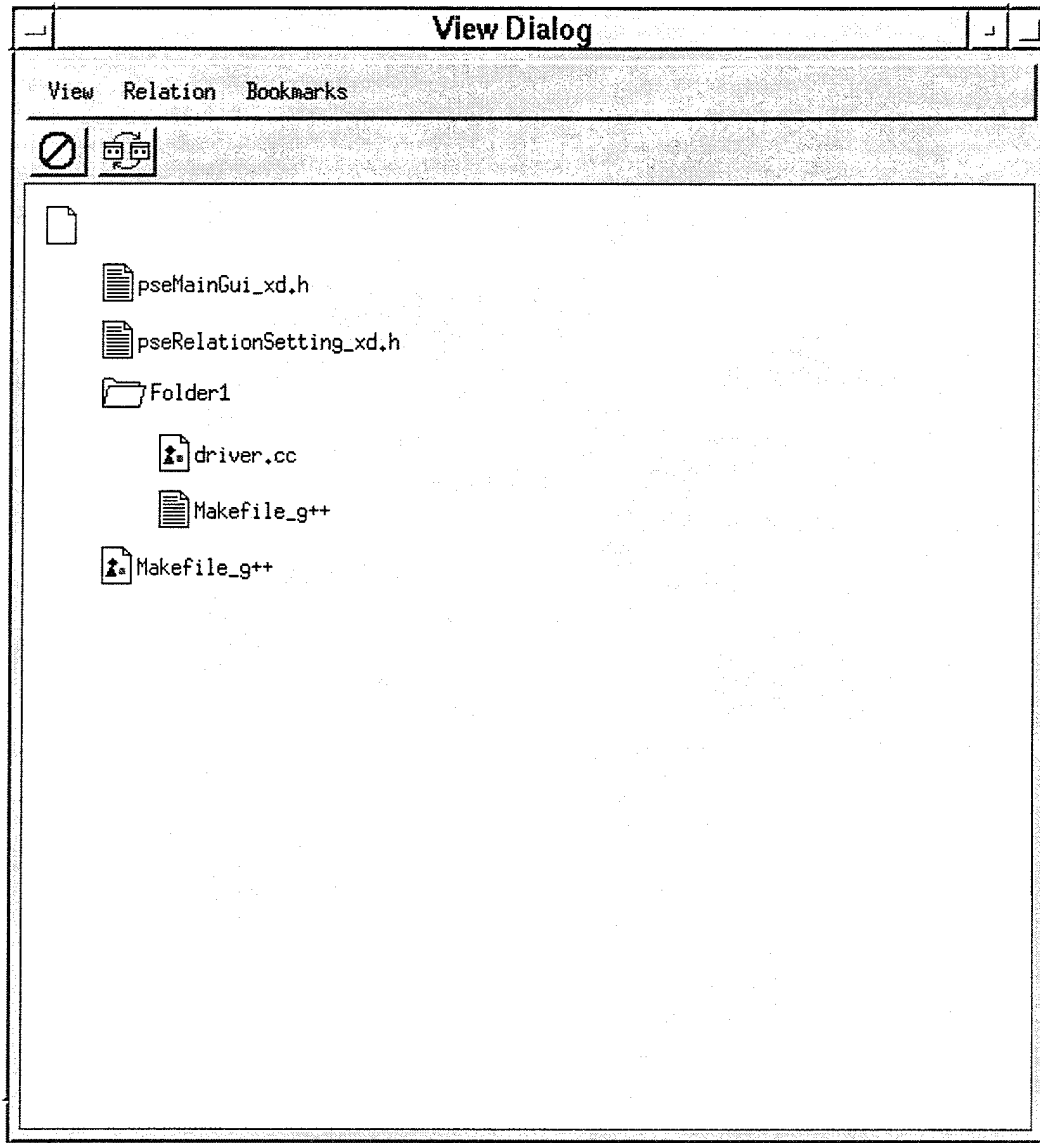 View Dialog
View Relation Bookmarks
pseMainGui_xd.h
pseRelationSetting_xd.h
Folder1
driver.cc
Makefile_g++
Makefile_g++